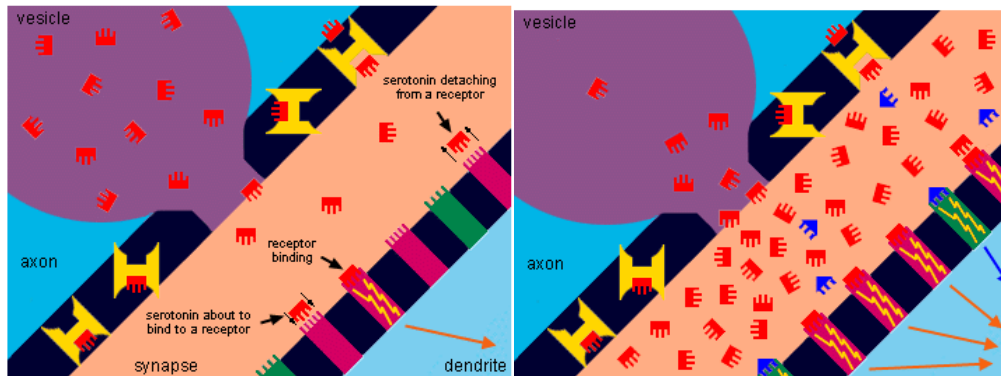 vesicle
serotonin detaching
from a receptor
axon
receptor
binding
serotonin about to
bind to a receptor
synapse
dendrite
vesicle
axon